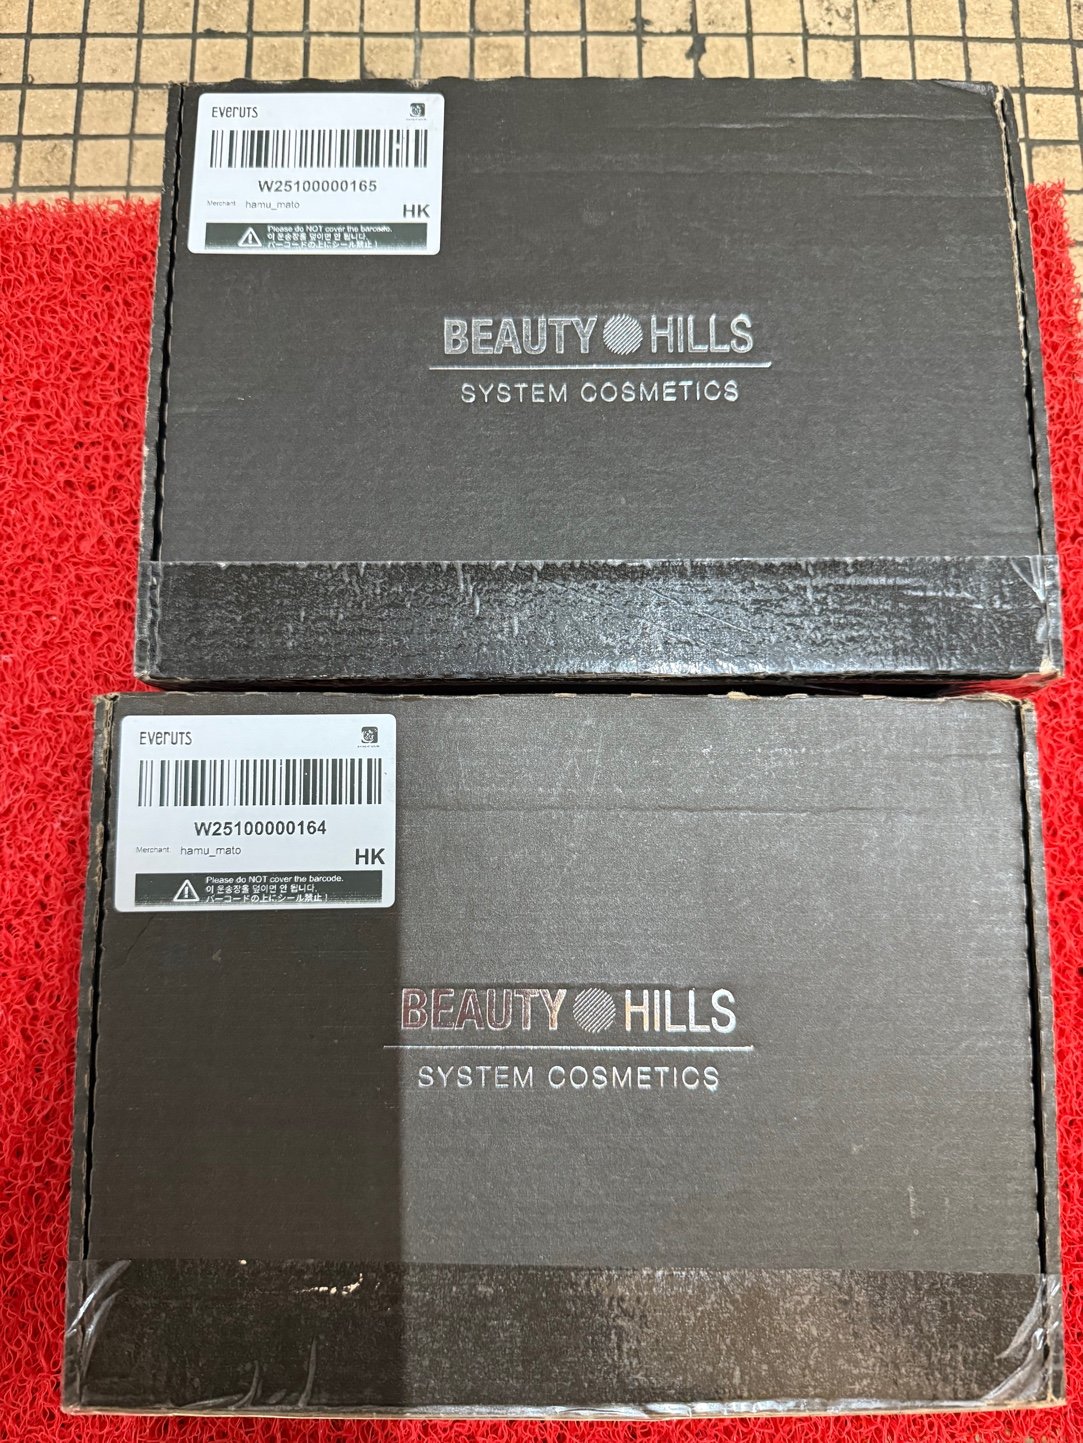 EVERUTS
W25100000165
Merchant: hamu_mato
HK
Please do NOT cover the barcode.
이 운송장을 덮이면 안 됩니다.
バーコードの上にシール禁止!
BEAUTY HILLS
SYSTEM COSMETICS
EVERUTS
W25100000164
Merchant: hamu_mato
HK
Please do NOT cover the barcode.
이 운송장을 덮이면 안 됩니다.
バーコードの上にシール禁止!
BEAUTY HILLS
SYSTEM COSMETICS